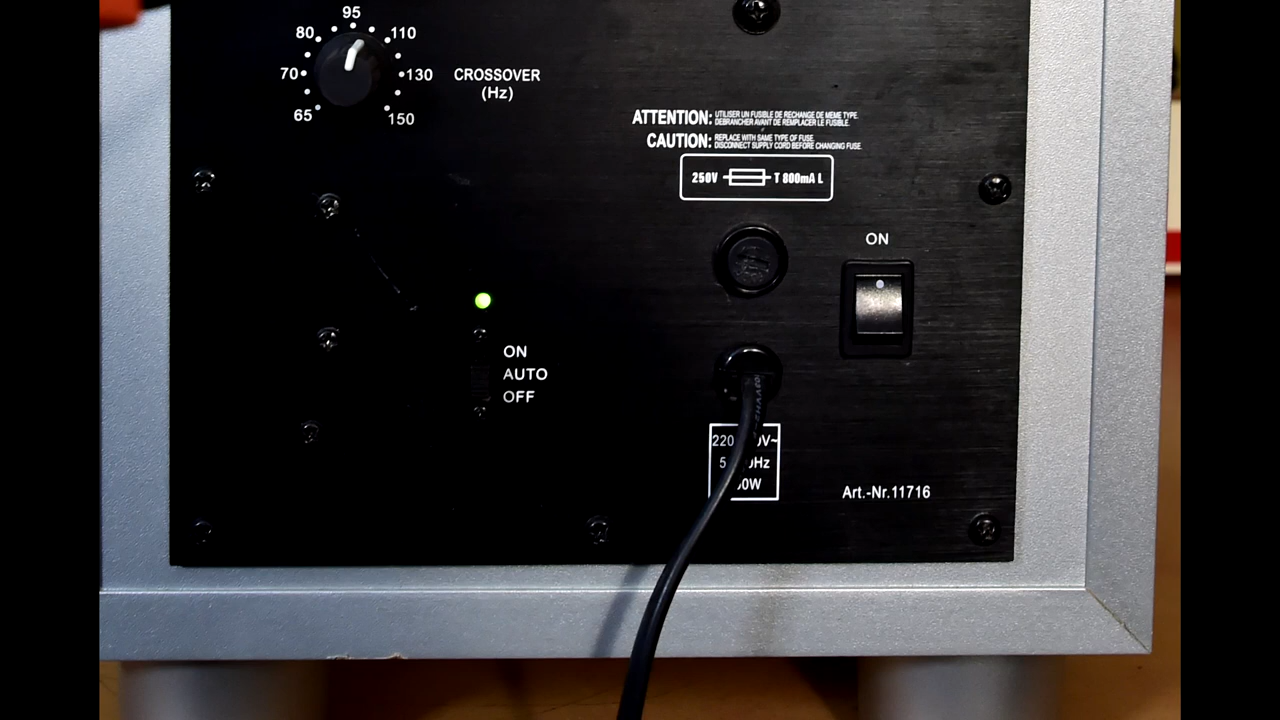 95
80
110
70
130
65
150
CROSSOVER
(Hz)
ATTENTION: UTILISER UN FUSIBLE DE RECHANGE DE MEME TYPE.
DEBRANCHER AVANT DE REMPLACER LE FUSIBLE.
CAUTION: REPLACE WITH SAME TYPE OF FUSE.
DISCONNECT SUPPLY CORD BEFORE CHANGING FUSE.
250V T 800mA L
ON
ON
AUTO
OFF
Art.-Nr.11716